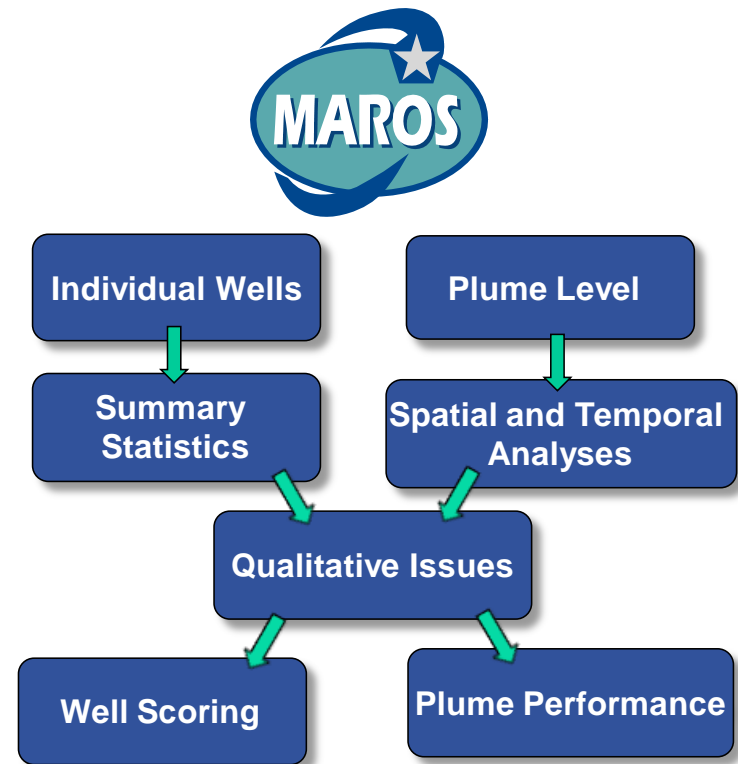 MAROS
Individual Wells
Plume Level
Summary
Statistics
Spatial and Temporal
Analyses
Qualitative Issues
Well Scoring
Plume Performance